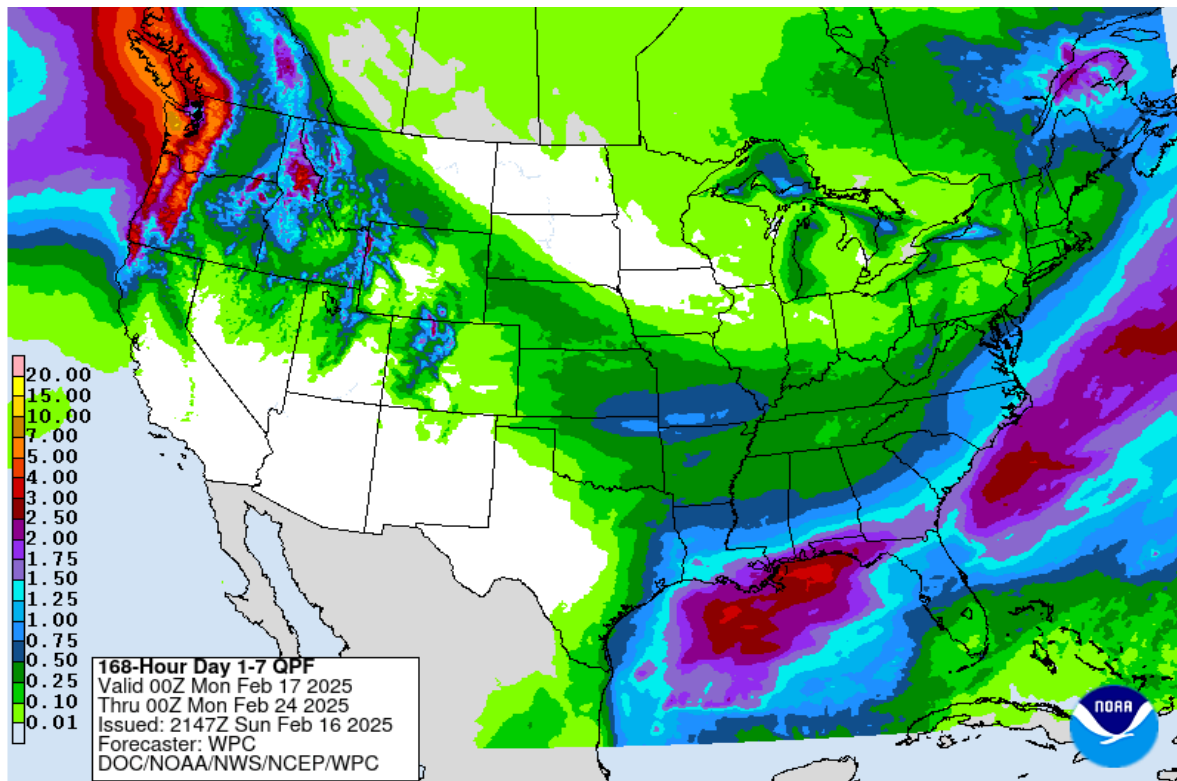 20.00
15.00
10.00
7.00
5.00
4.00
3.00
2.50
2.00
1.75
1.50
1.25
1.00
0.75
0.50
0.25
0.10
0.01
168-Hour Day 1-7 QPF
Valid 00Z Mon Feb 17 2025
Thru 00Z Mon Feb 24 2025
Issued: 2147Z Sun Feb 16 2025
Forecaster: WPC
DOC/NOAA/NWS/NCEP/WPC
NOAA